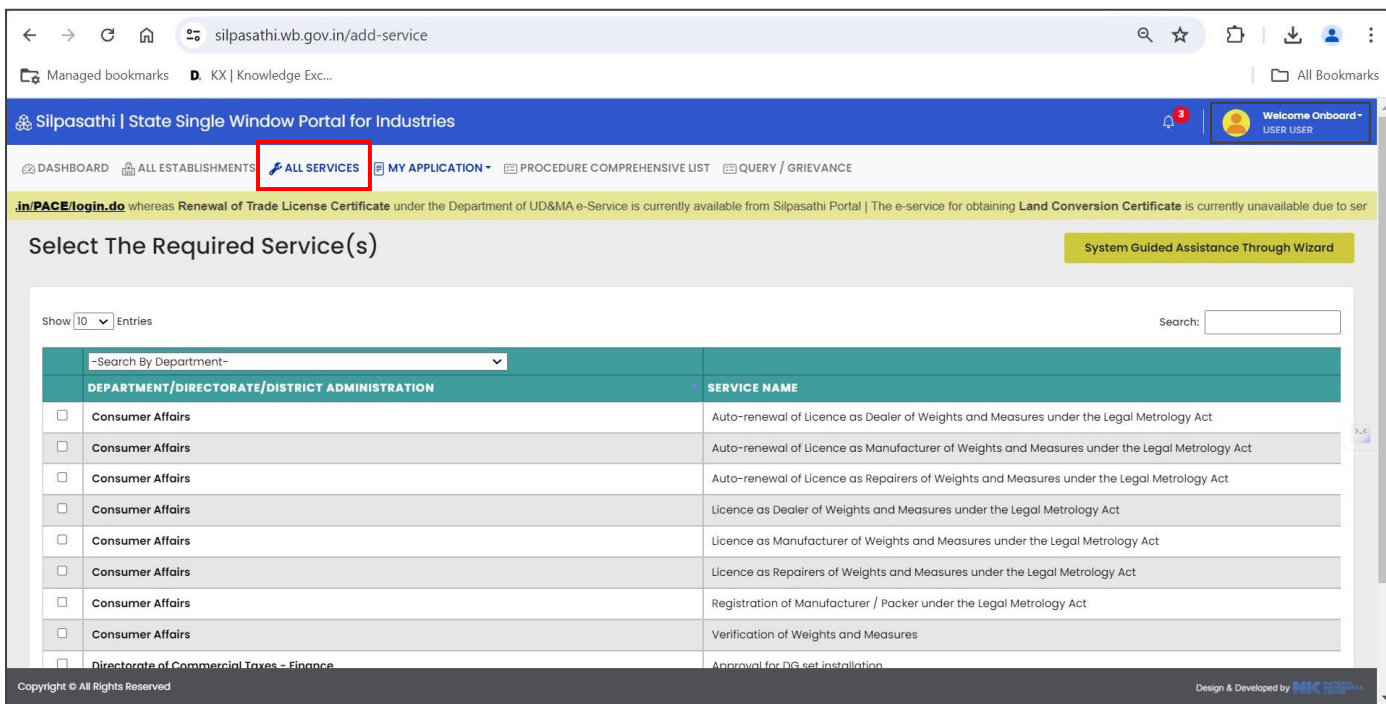 silpasathi.wb.gov.in/add-service
Managed bookmarks D. KX | Knowledge Exc... All Bookmarks
Silpasathi | State Single Window Portal for Industries 3 Welcome Onboard
USER USER
DASHBOARD ALL ESTABLISHMENTS ALL SERVICES MY APPLICATION PROCEDURE COMPREHENSIVE LIST QUERY / GRIEVANCE
.in/PACE/login.do whereas Renewal of Trade License Certificate under the Department of UD&MA e-Service is currently available from Silpasathi Portal | The e-service for obtaining Land Conversion Certificate is currently unavailable due to ser
Select The Required Service(s) System Guided Assistance Through Wizard
Show 10 Entries Search:
-Search By Department-
DEPARTMENT/DIRECTORATE/DISTRICT ADMINISTRATION SERVICE NAME
Consumer Affairs Auto-renewal of Licence as Dealer of Weights and Measures under the Legal Metrology Act
Consumer Affairs Auto-renewal of Licence as Manufacturer of Weights and Measures under the Legal Metrology Act
Consumer Affairs Auto-renewal of Licence as Repairers of Weights and Measures under the Legal Metrology Act
Consumer Affairs Licence as Dealer of Weights and Measures under the Legal Metrology Act
Consumer Affairs Licence as Manufacturer of Weights and Measures under the Legal Metrology Act
Consumer Affairs Licence as Repairers of Weights and Measures under the Legal Metrology Act
Consumer Affairs Registration of Manufacturer / Packer under the Legal Metrology Act
Consumer Affairs Verification of Weights and Measures
Directorate of Commercial Taxes - Finance Approval for DG set installation
Copyright © All Rights Reserved Design & Developed by NIC NATIONAL INFORMATICS CENTRE